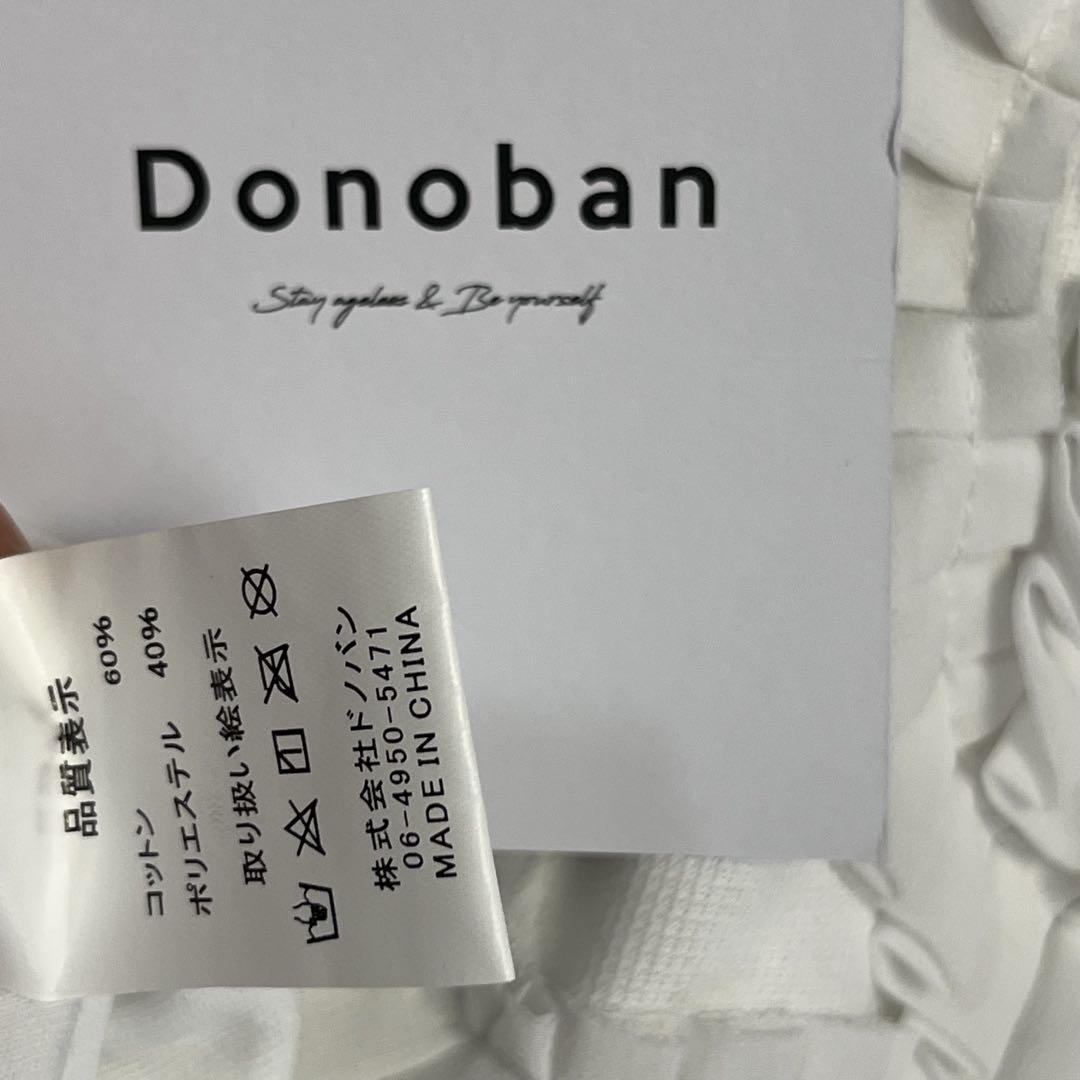 Donoban
Stay ageless & Be yourself
品質表示
コットン 60%
ポリエステル 40%
取り扱い絵表示
株式会社ドノバン
06-4950-5471
MADE IN CHINA